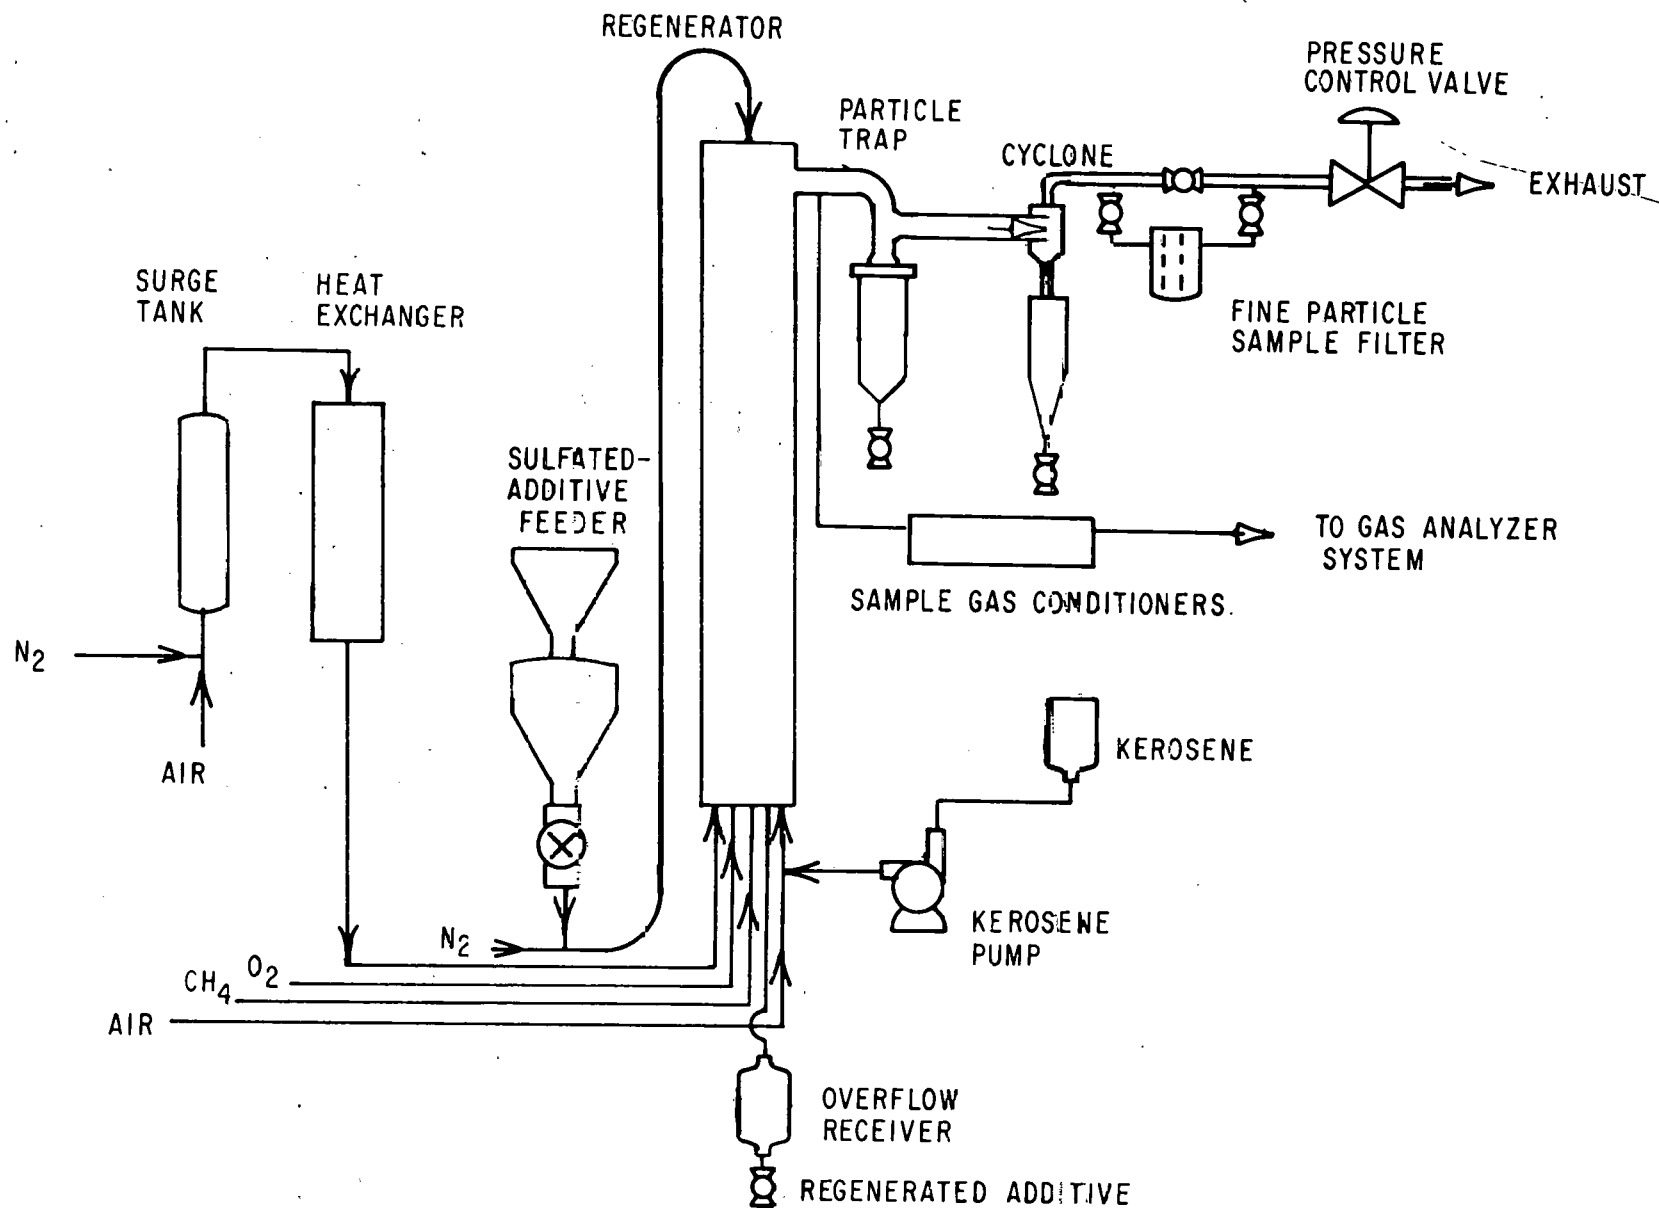 REGENERATOR
PRESSURE
CONTROL VALVE
PARTICLE
TRAP
CYCLONE
EXHAUST
SURGE
TANK
HEAT
EXCHANGER
FINE PARTICLE
SAMPLE FILTER
SULFATED-
ADDITIVE
FEEDER
TO GAS ANALYZER
SYSTEM
SAMPLE GAS CONDITIONERS.
N2
AIR
KEROSENE
KEROSENE
PUMP
N2
O2
CH4
AIR
OVERFLOW
RECEIVER
REGENERATED ADDITIVE